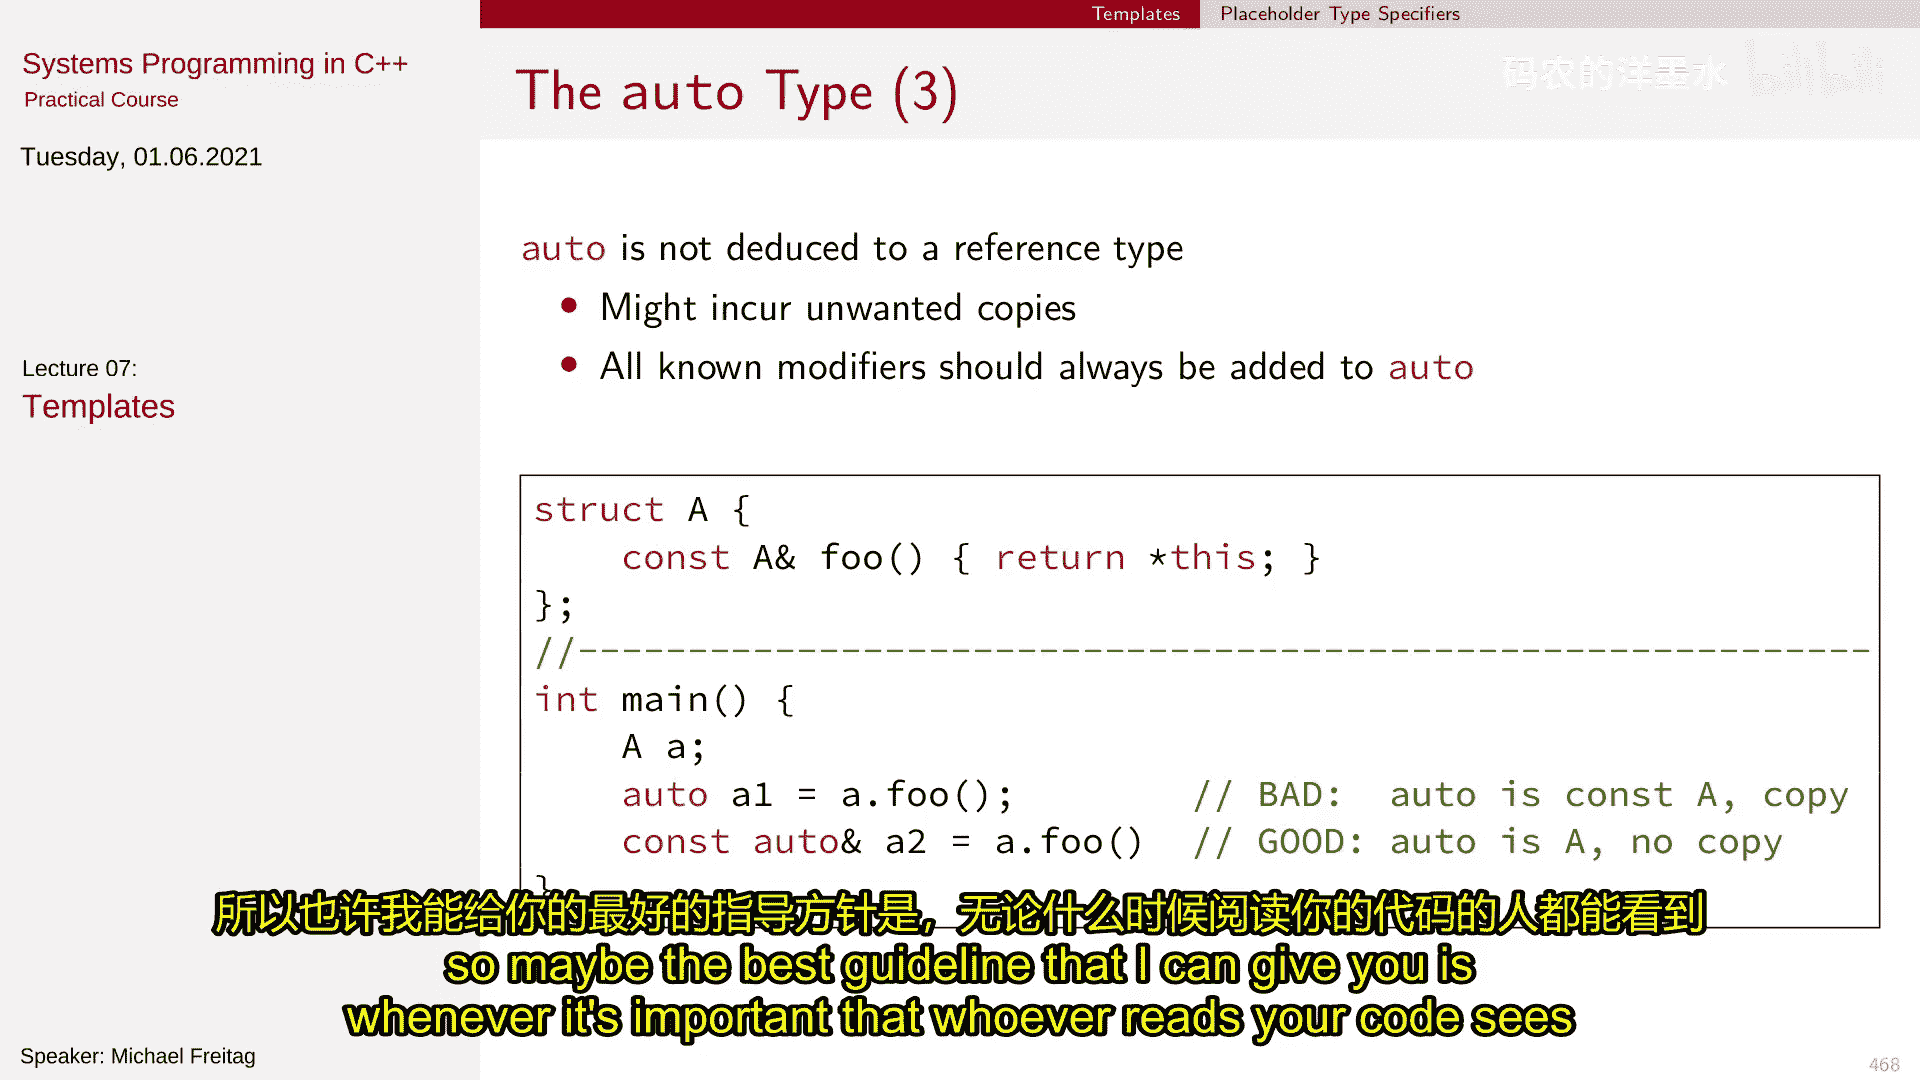 Templates
Placeholder Type Specifiers
Systems Programming in C++
Practical Course
Tuesday, 01.06.2021
Lecture 07:
Templates
The auto Type (3)
码农的洋墨水
auto is not deduced to a reference type
• Might incur unwanted copies
• All known modifiers should always be added to auto
struct A {
    const A& foo() { return *this; }
};
//-----------------------------------------------------------
int main() {
    A a;
    auto a1 = a.foo();        // BAD:  auto is const A, copy
    const auto& a2 = a.foo()  // GOOD: auto is A, no copy
}
所以也许我能给你的最好的指导方针是，无论什么时候阅读你的代码的人都能看到
so maybe the best guideline that I can give you is
whenever it's important that whoever reads your code sees
Speaker: Michael Freitag
468